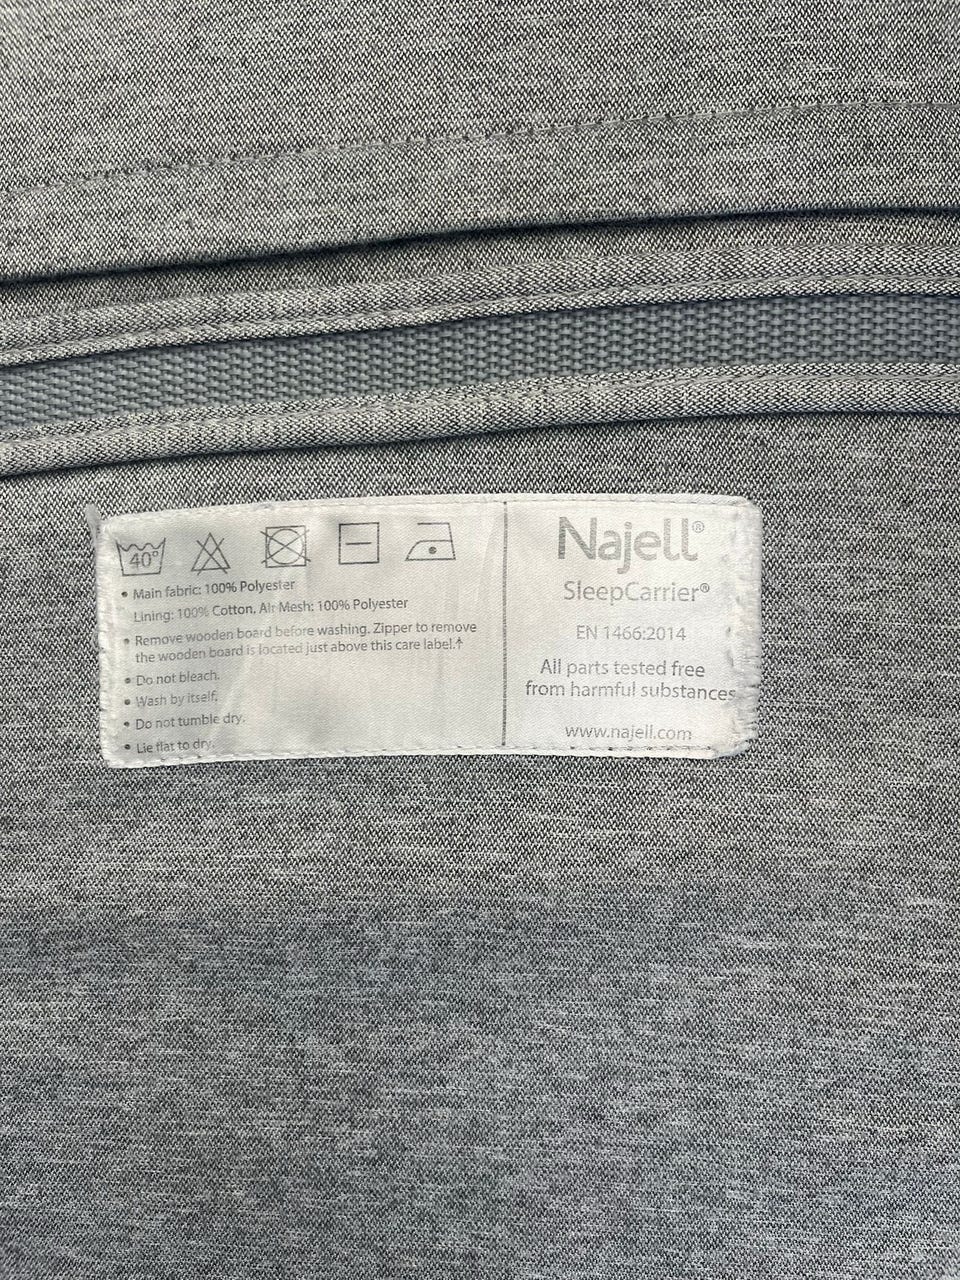 40°
• Main fabric: 100% Polyester
Lining: 100% Cotton, Air Mesh: 100% Polyester
• Remove wooden board before washing. Zipper to remove
the wooden board is located just above this care label.↑
• Do not bleach.
• Wash by itself.
• Do not tumble dry.
• Lie flat to dry.
Najell®
SleepCarrier®
EN 1466:2014
All parts tested free
from harmful substances
www.najell.com